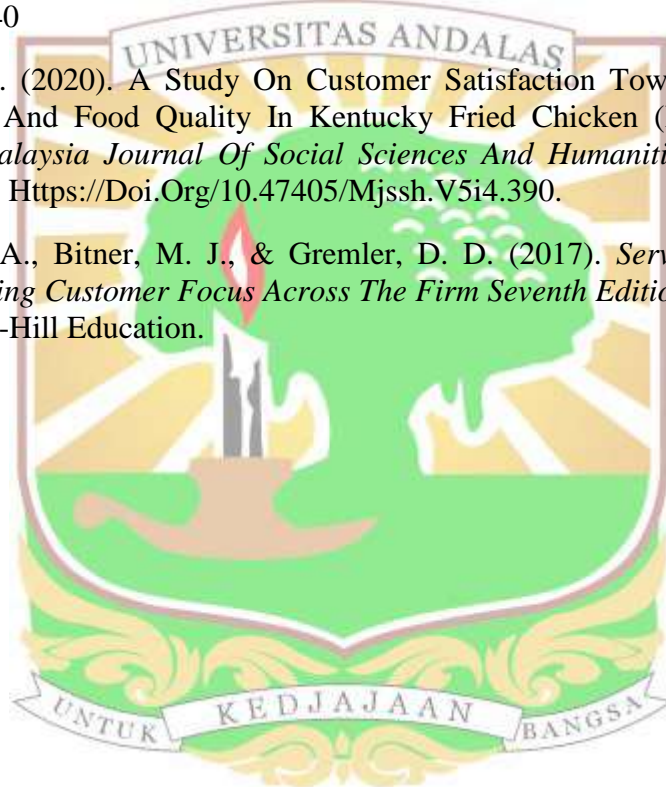 40
UNIVERSITAS ANDALAS
. (2020). A Study On Customer Satisfaction Tow
And Food Quality In Kentucky Fried Chicken (
alaysia Journal Of Social Sciences And Humaniti
Https://Doi.Org/10.47405/Mjssh.V5i4.390.
A., Bitner, M. J., & Gremler, D. D. (2017). Serv
ing Customer Focus Across The Firm Seventh Editio
-Hill Education.
UNTUK KEDJAJAAN BANGSA